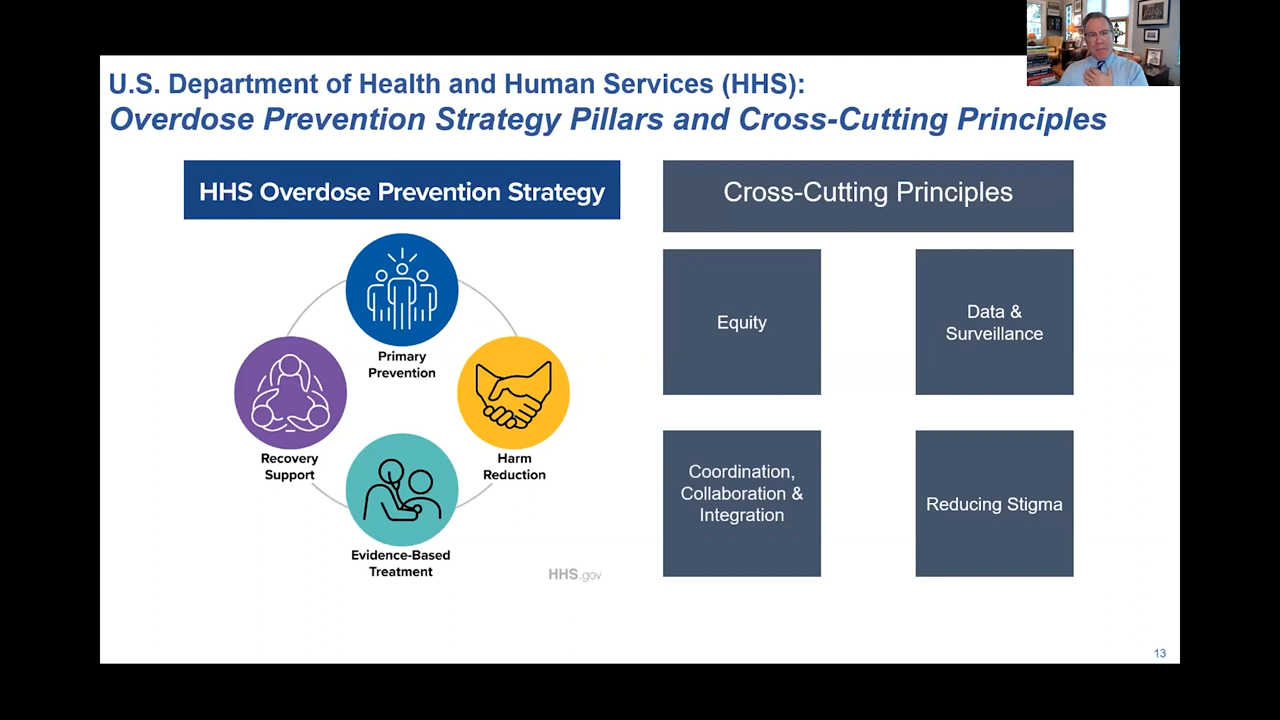 U.S. Department of Health and Human Services (HHS):
Overdose Prevention Strategy Pillars and Cross-Cutting Principles
HHS Overdose Prevention Strategy
Primary
Prevention
Recovery
Support
Harm
Reduction
Evidence-Based
Treatment
HHS.gov
Cross-Cutting Principles
Equity
Data &
Surveillance
Coordination,
Collaboration &
Integration
Reducing Stigma
13